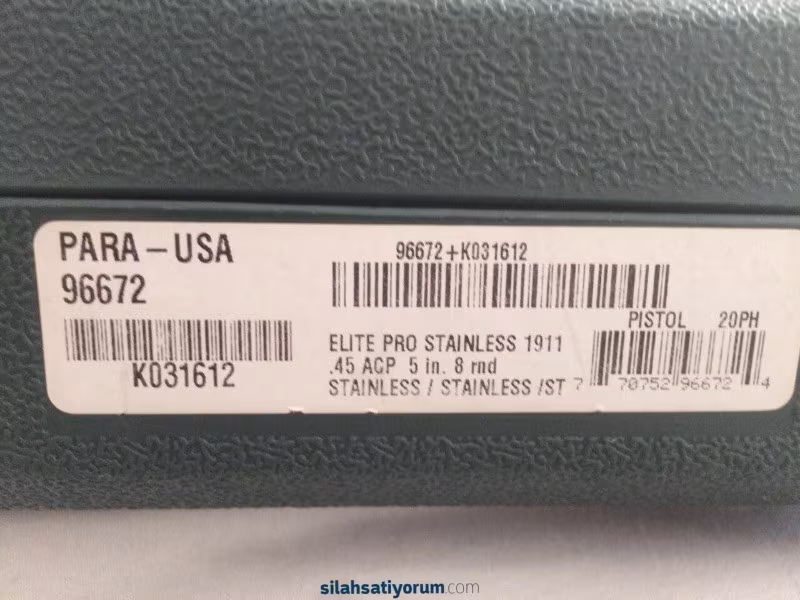 PARA-USA
96672
K031612
96672+K031612
PISTOL 20PH
ELITE PRO STAINLESS 1911
.45 ACP 5 in. 8 rnd
STAINLESS / STAINLESS /ST
7 70752 96672 4
silahsatiyorum.com